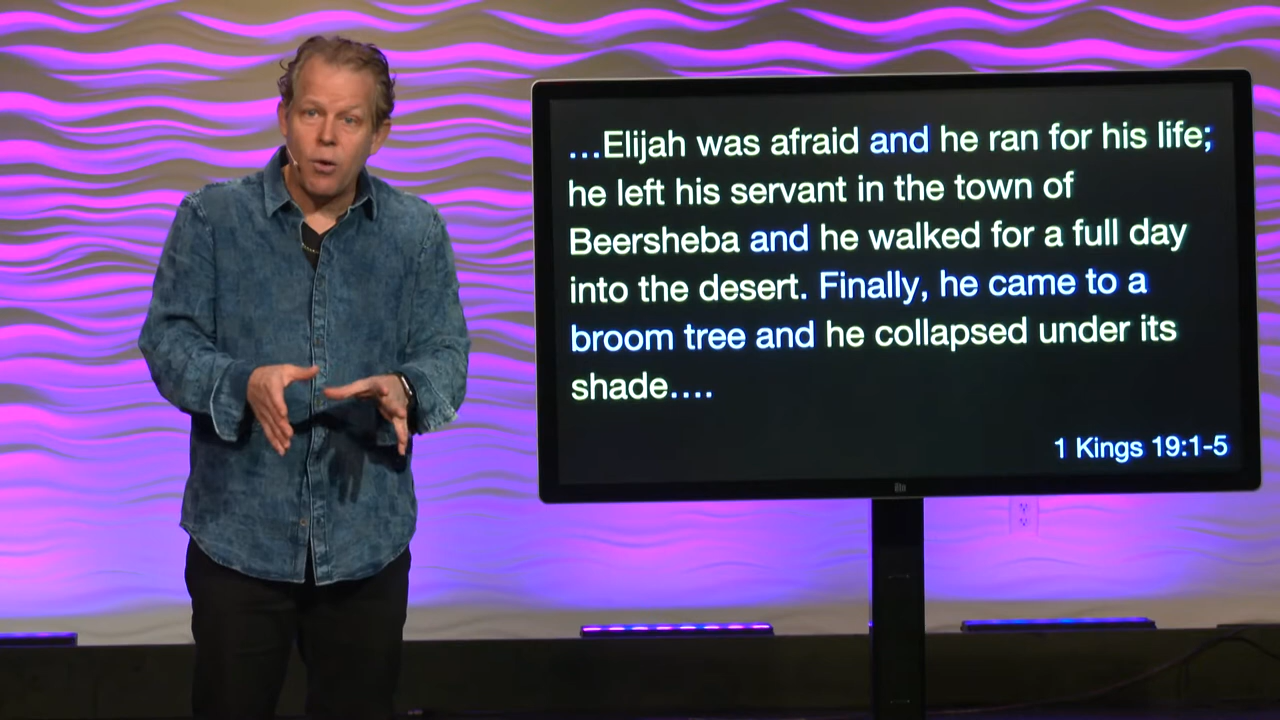 …Elijah was afraid and he ran for his life;
he left his servant in the town of
Beersheba and he walked for a full day
into the desert. Finally, he came to a
broom tree and he collapsed under its
shade….
1 Kings 19:1-5
elo